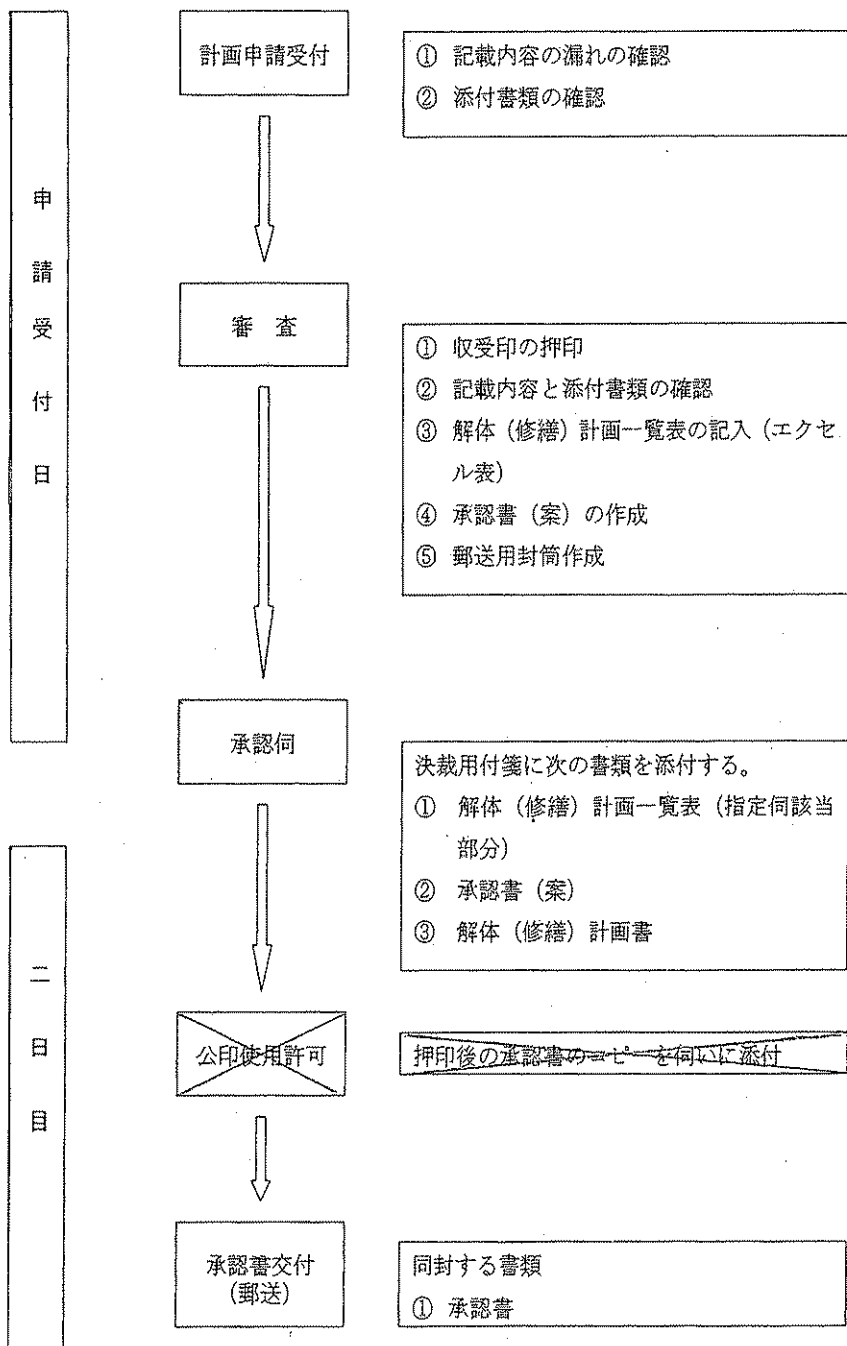 申請受付日
計画申請受付
① 記載内容の漏れの確認
② 添付書類の確認
審 査
① 収受印の押印
② 記載内容と添付書類の確認
③ 解体（修繕）計画一覧表の記入（エクセ
ル表）
④ 承認書（案）の作成
⑤ 郵送用封筒作成
承認伺
決裁用付箋に次の書類を添付する。
① 解体（修繕）計画一覧表（指定伺該当
部分）
② 承認書（案）
③ 解体（修繕）計画書
二日目
公印使用許可
押印後の承認書のコピーを伺いに添付
承認書交付
（郵送）
同封する書類
① 承認書